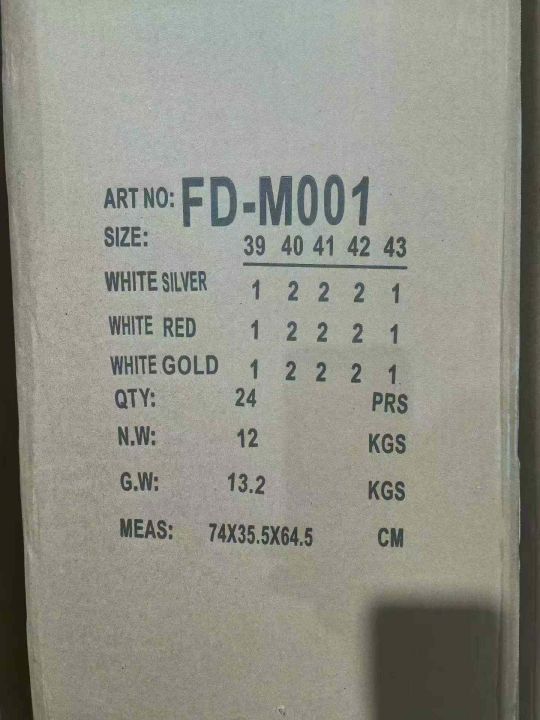 ART NO: FD-M001
SIZE: 39 40 41 42 43
WHITE SILVER 1 2 2 2 1
WHITE RED 1 2 2 2 1
WHITE GOLD 1 2 2 2 1
QTY: 24 PRS
N.W: 12 KGS
G.W: 13.2 KGS
MEAS: 74X35.5X64.5 CM